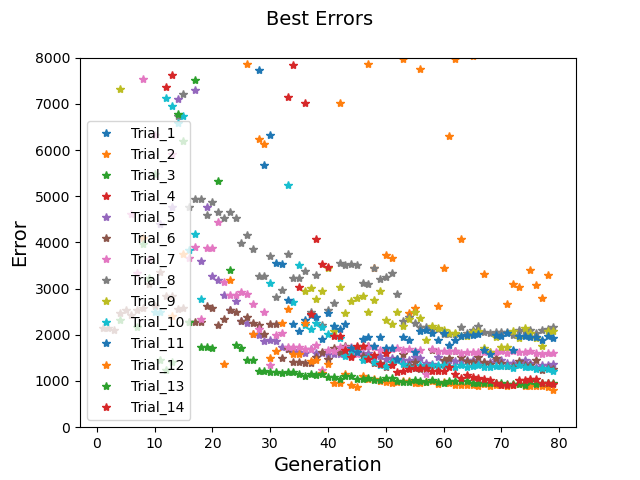 Best Errors
8000
7000
6000
5000
4000
3000
2000
1000
0
Error
Trial_1
Trial_2
Trial_3
Trial_4
Trial_5
Trial_6
Trial_7
Trial_8
Trial_9
Trial_10
Trial_11
Trial_12
Trial_13
Trial_14
0 10 20 30 40 50 60 70 80
Generation